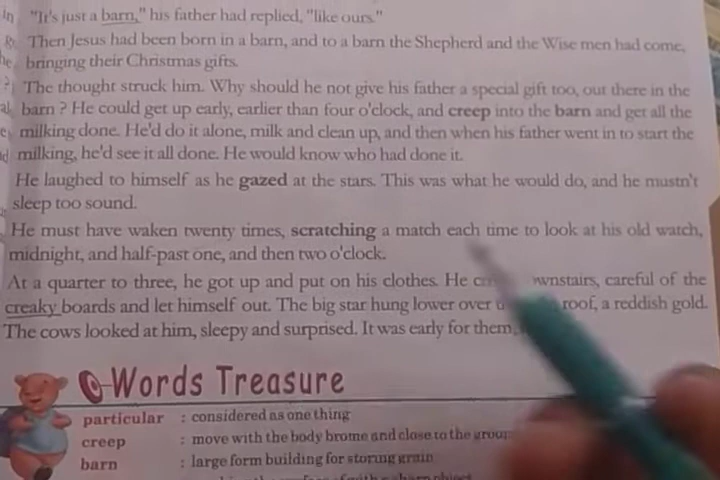 in "It's just a barn," his father had replied, "like ours."
Then Jesus had been born in a barn, and to a barn the Shepherd and the Wise men had come,
he bringing their Christmas gifts.
? The thought struck him. Why should he not give his father a special gift too, out there in the
barn ? He could get up early, earlier than four o'clock, and creep into the barn and get all the
milking done. He'd do it alone, milk and clean up, and then when his father went in to start the
milking, he'd see it all done. He would know who had done it.
He laughed to himself as he gazed at the stars. This was what he would do, and he mustn't
sleep too sound.
He must have waken twenty times, scratching a match each time to look at his old watch,
midnight, and half-past one, and then two o'clock.
At a quarter to three, he got up and put on his clothes. He downstairs, careful of the
creaky boards and let himself out. The big star hung lower over roof, a reddish gold.
The cows looked at him, sleepy and surprised. It was early for them,
Words Treasure
particular : considered as one thing
creep : move with the body brome and close to the
barn : large form building for storing grain